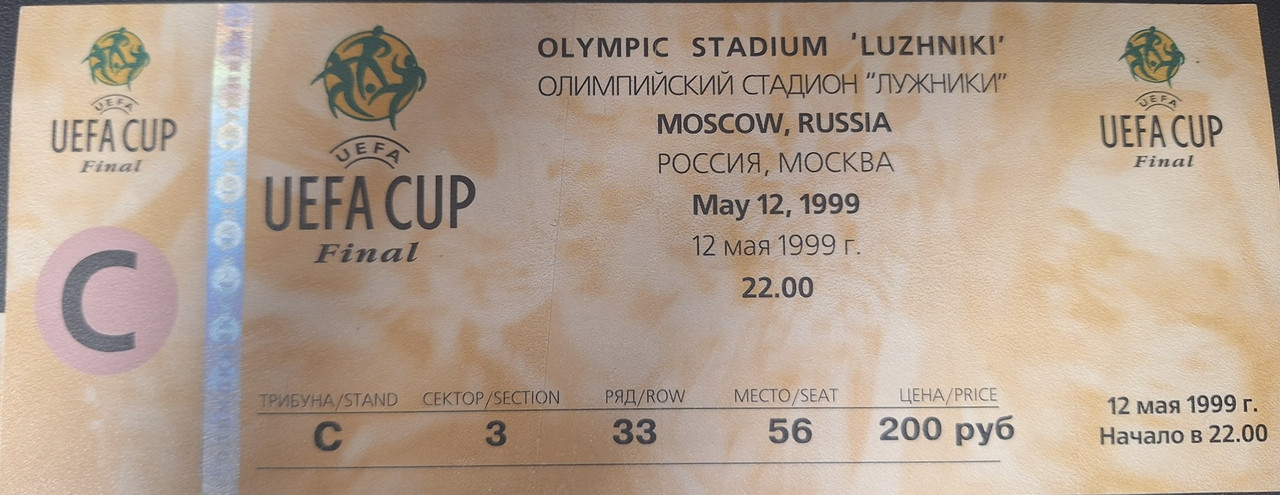 UEFA
UEFA CUP
Final
C
UEFA
UEFA CUP
Final
OLYMPIC STADIUM 'LUZHNIKI'
ОЛИМПИЙСКИЙ СТАДИОН "ЛУЖНИКИ"
MOSCOW, RUSSIA
РОССИЯ, МОСКВА
May 12, 1999
12 мая 1999 г.
22.00
ТРИБУНА/STAND СЕКТОР/SECTION РЯД/ROW МЕСТО/SEAT ЦЕНА/PRICE
C 3 33 56 200 руб
UEFA
UEFA CUP
Final
12 мая 1999 г.
Начало в 22.00